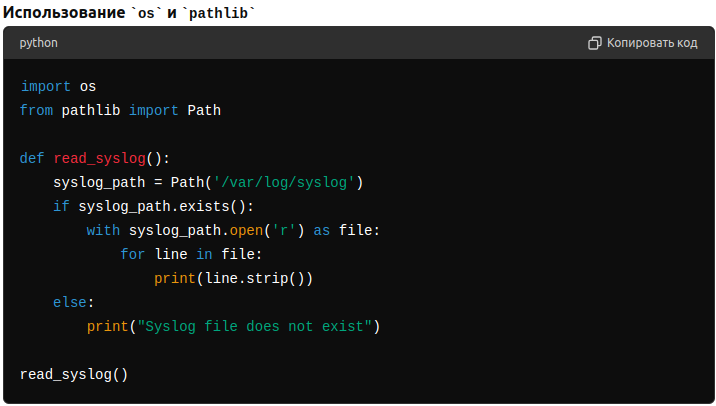 Использование `os` и `pathlib`
python Копировать код
import os
from pathlib import Path
def read_syslog():
    syslog_path = Path('/var/log/syslog')
    if syslog_path.exists():
        with syslog_path.open('r') as file:
            for line in file:
                print(line.strip())
    else:
        print("Syslog file does not exist")
read_syslog()